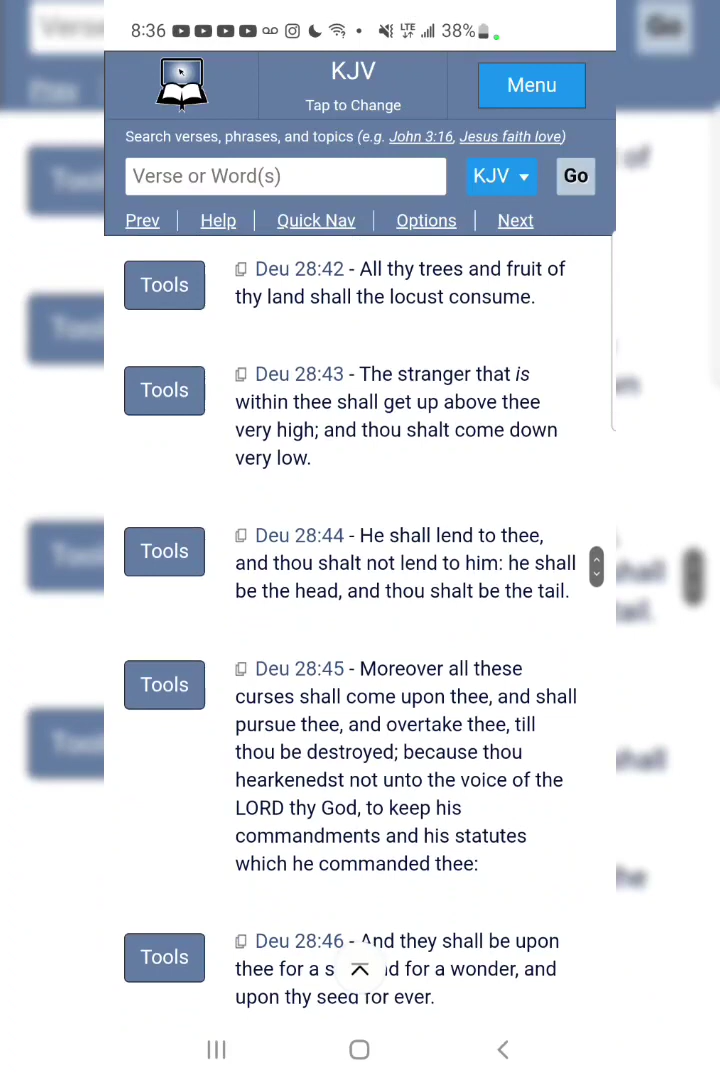 8:36 LTE 38%
KJV
Tap to Change
Menu
Search verses, phrases, and topics (e.g. John 3:16, Jesus faith love)
Verse or Word(s) KJV Go
Prev | Help | Quick Nav | Options | Next
Tools
Deu 28:42 - All thy trees and fruit of
thy land shall the locust consume.
Tools
Deu 28:43 - The stranger that is
within thee shall get up above thee
very high; and thou shalt come down
very low.
Tools
Deu 28:44 - He shall lend to thee,
and thou shalt not lend to him: he shall
be the head, and thou shalt be the tail.
Tools
Deu 28:45 - Moreover all these
curses shall come upon thee, and shall
pursue thee, and overtake thee, till
thou be destroyed; because thou
hearkenedst not unto the voice of the
LORD thy God, to keep his
commandments and his statutes
which he commanded thee:
Tools
Deu 28:46 - And they shall be upon
thee for a s nd for a wonder, and
upon thy seed for ever.